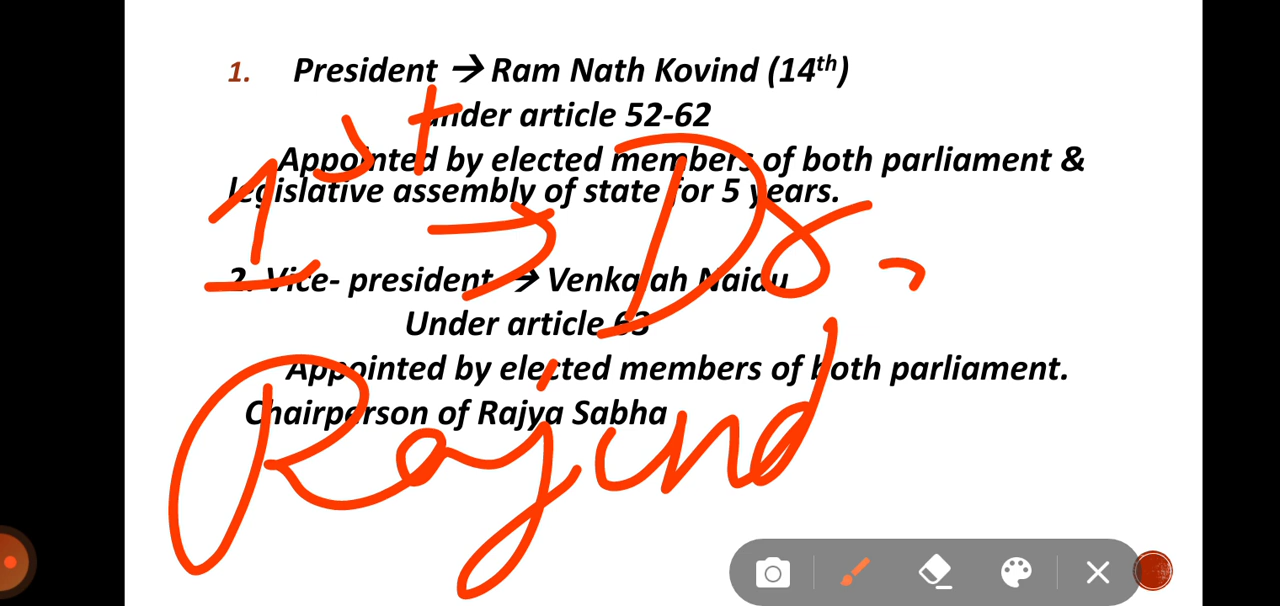 1. President → Ram Nath Kovind (14th)
Under article 52-62
Appointed by elected members of both parliament &
legislative assembly of state for 5 years.
1st → Dr.
2. Vice- president → Venkaiah Naidu
Under article 63
Appointed by elected members of both parliament.
Chairperson of Rajya Sabha
Rajind